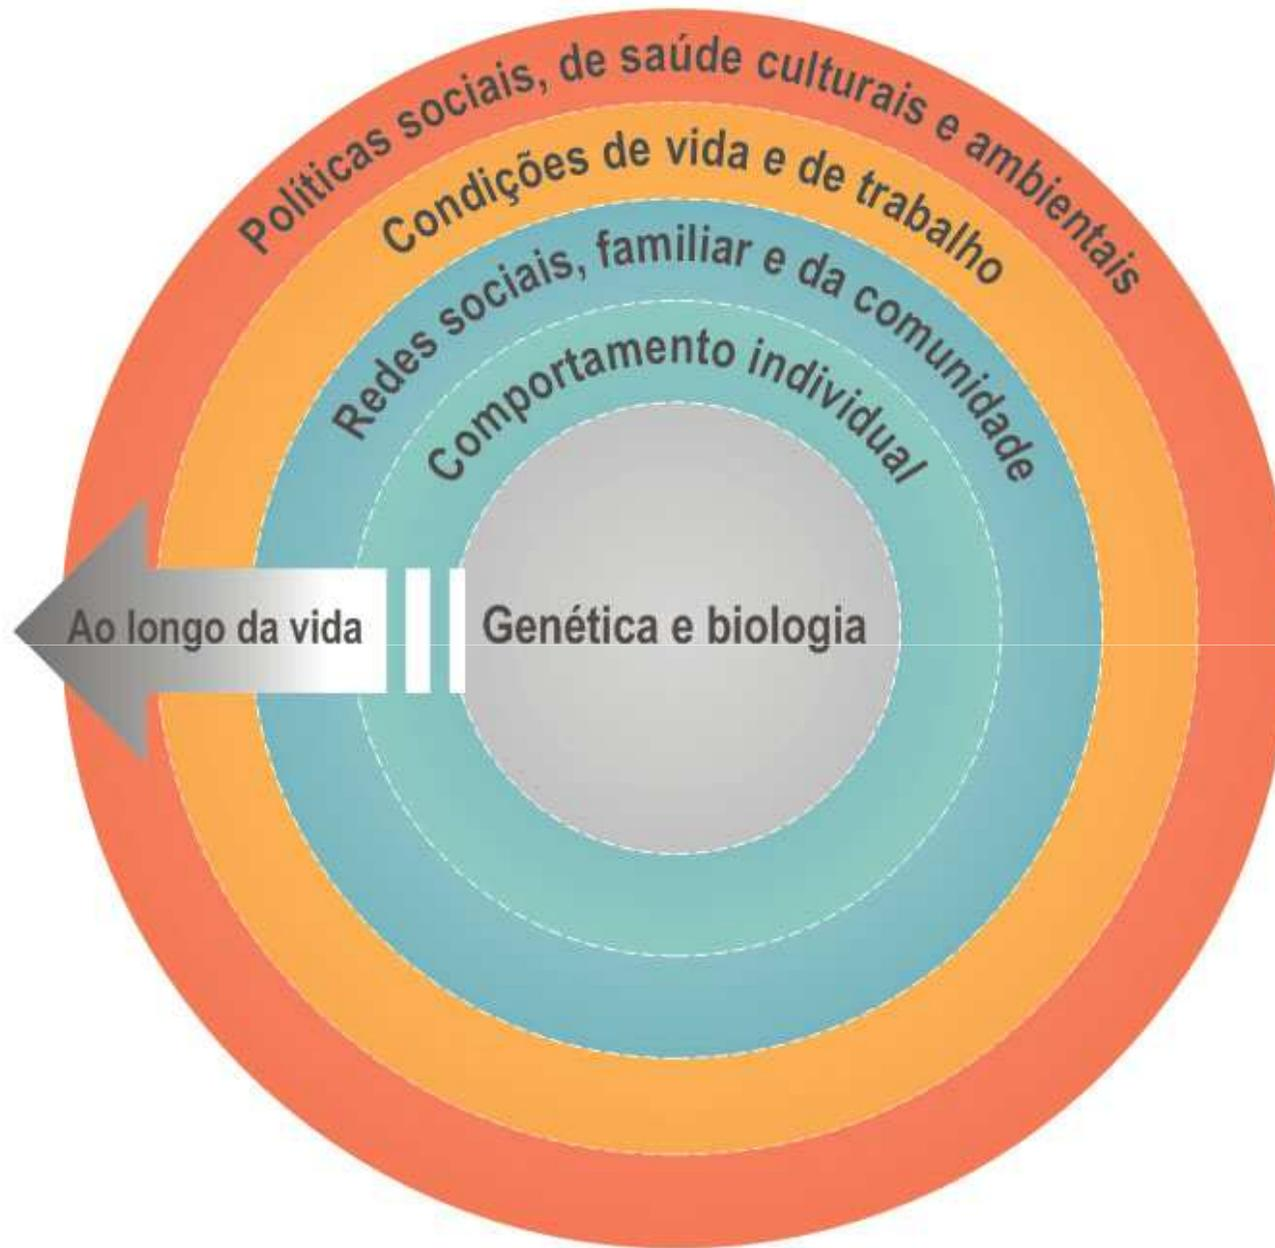 Políticas sociais, de saúde culturais e ambientais
Condições de vida e de trabalho
Redes sociais, familiar e da comunidade
Comportamento individual
Genética e biologia
Ao longo da vida